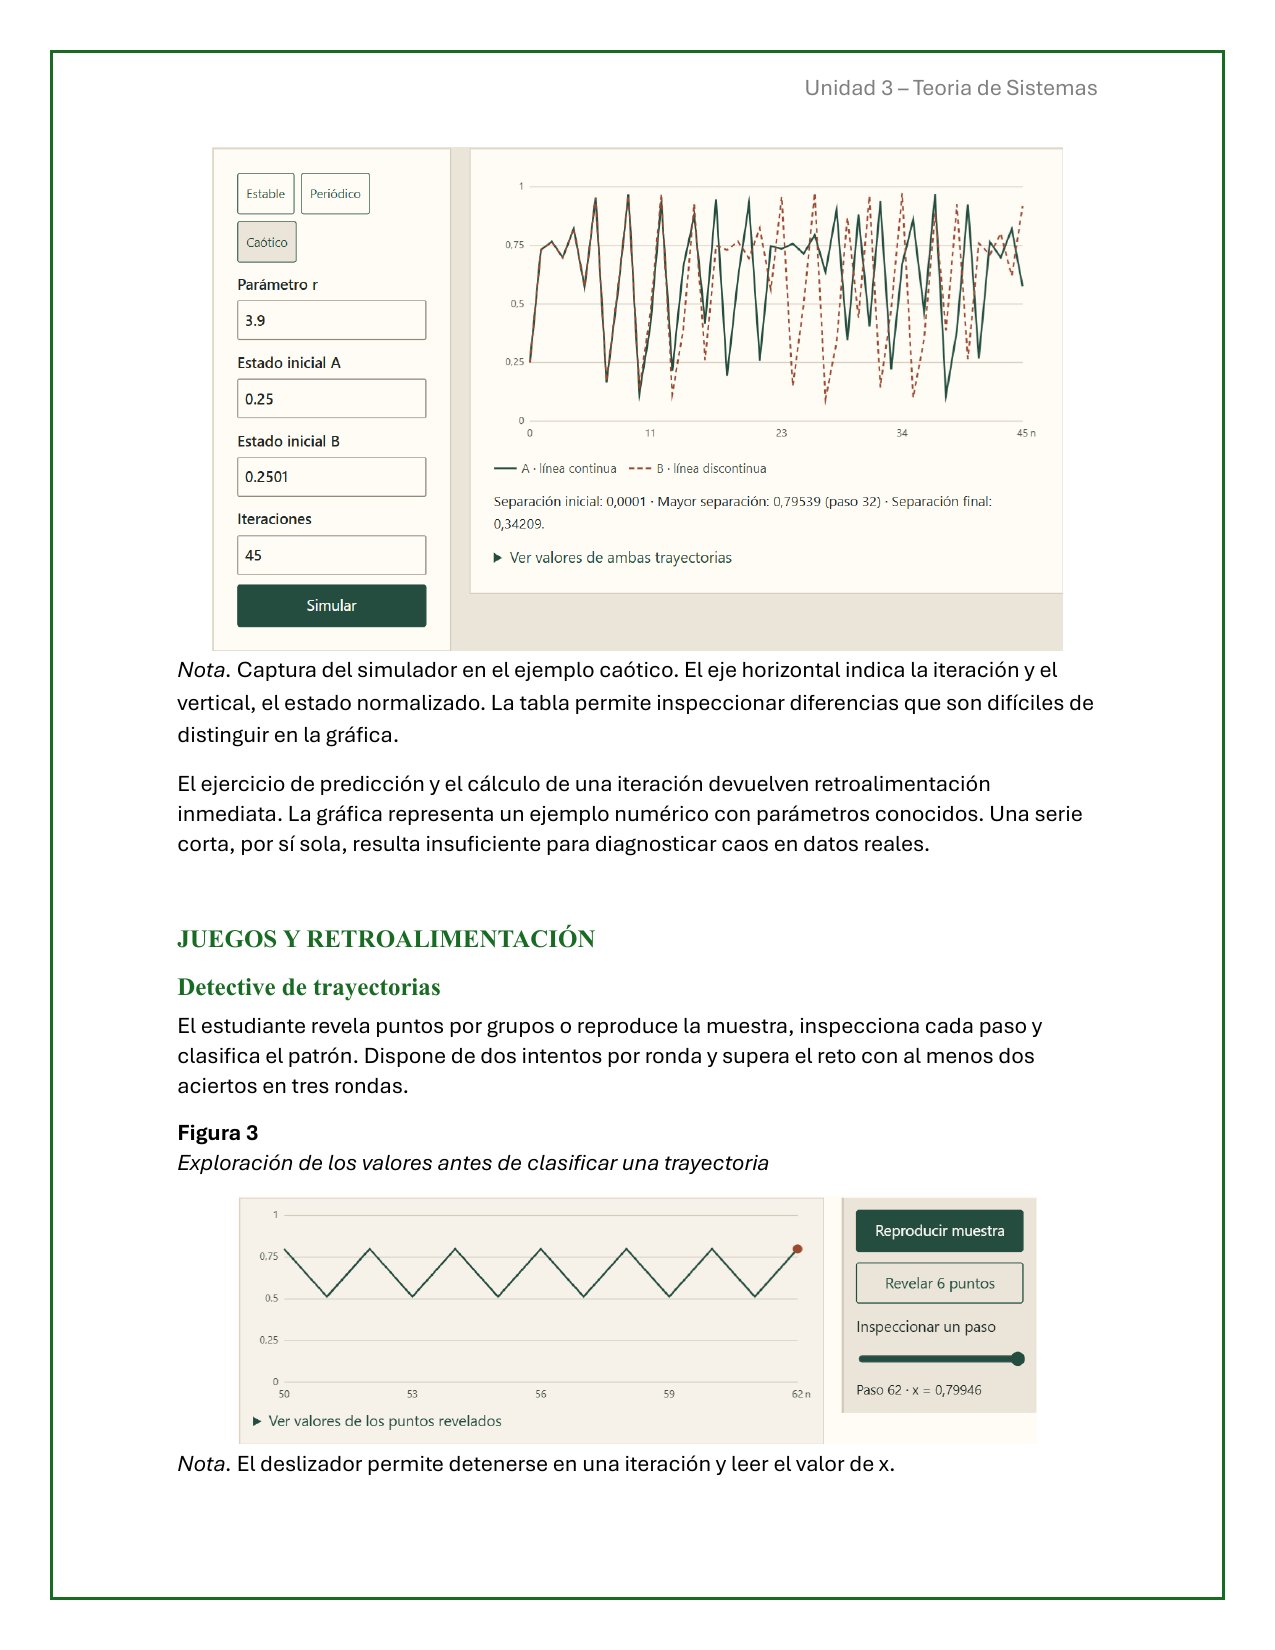 Unidad 3 – Teoria de Sistemas
Estable
Periódico
Caótico
Parámetro r
3.9
Estado inicial A
0.25
Estado inicial B
0.2501
Iteraciones
45
Simular
1
0,75
0,5
0,25
0
0
11
23
34
45 n
A · línea continua
B · línea discontinua
Separación inicial: 0,0001 · Mayor separación: 0,79539 (paso 32) · Separación final:
0,34209.
▶ Ver valores de ambas trayectorias
Nota. Captura del simulador en el ejemplo caótico. El eje horizontal indica la iteración y el
vertical, el estado normalizado. La tabla permite inspeccionar diferencias que son difíciles de
distinguir en la gráfica.
El ejercicio de predicción y el cálculo de una iteración devuelven retroalimentación
inmediata. La gráfica representa un ejemplo numérico con parámetros conocidos. Una serie
corta, por sí sola, resulta insuficiente para diagnosticar caos en datos reales.
JUEGOS Y RETROALIMENTACIÓN
Detective de trayectorias
El estudiante revela puntos por grupos o reproduce la muestra, inspecciona cada paso y
clasifica el patrón. Dispone de dos intentos por ronda y supera el reto con al menos dos
aciertos en tres rondas.
Figura 3
Exploración de los valores antes de clasificar una trayectoria
1
0,75
0,5
0,25
0
50
53
56
59
62 n
▶ Ver valores de los puntos revelados
Reproducir muestra
Revelar 6 puntos
Inspeccionar un paso
Paso 62 · x = 0,79946
Nota. El deslizador permite detenerse en una iteración y leer el valor de x.